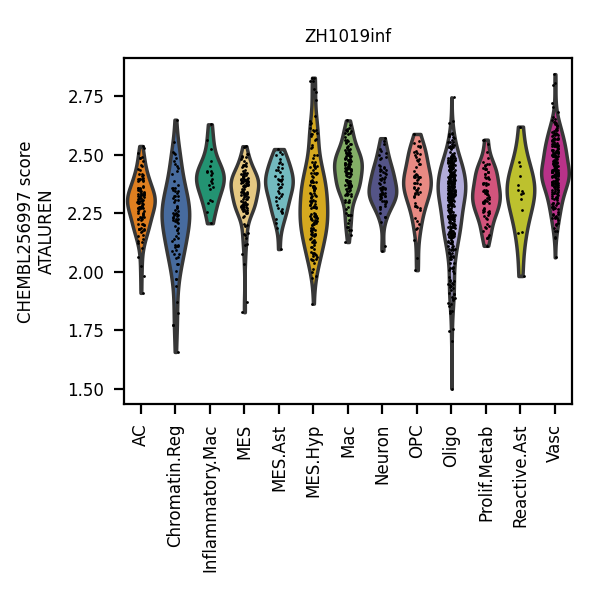 ZH1019inf
CHEMBL256997 score
ATALUREN
2.75
2.50
2.25
2.00
1.75
1.50
AC
Chromatin.Reg
Inflammatory.Mac
MES
MES.Ast
MES.Hyp
Mac
Neuron
OPC
Oligo
Prolif.Metab
Reactive.Ast
Vasc